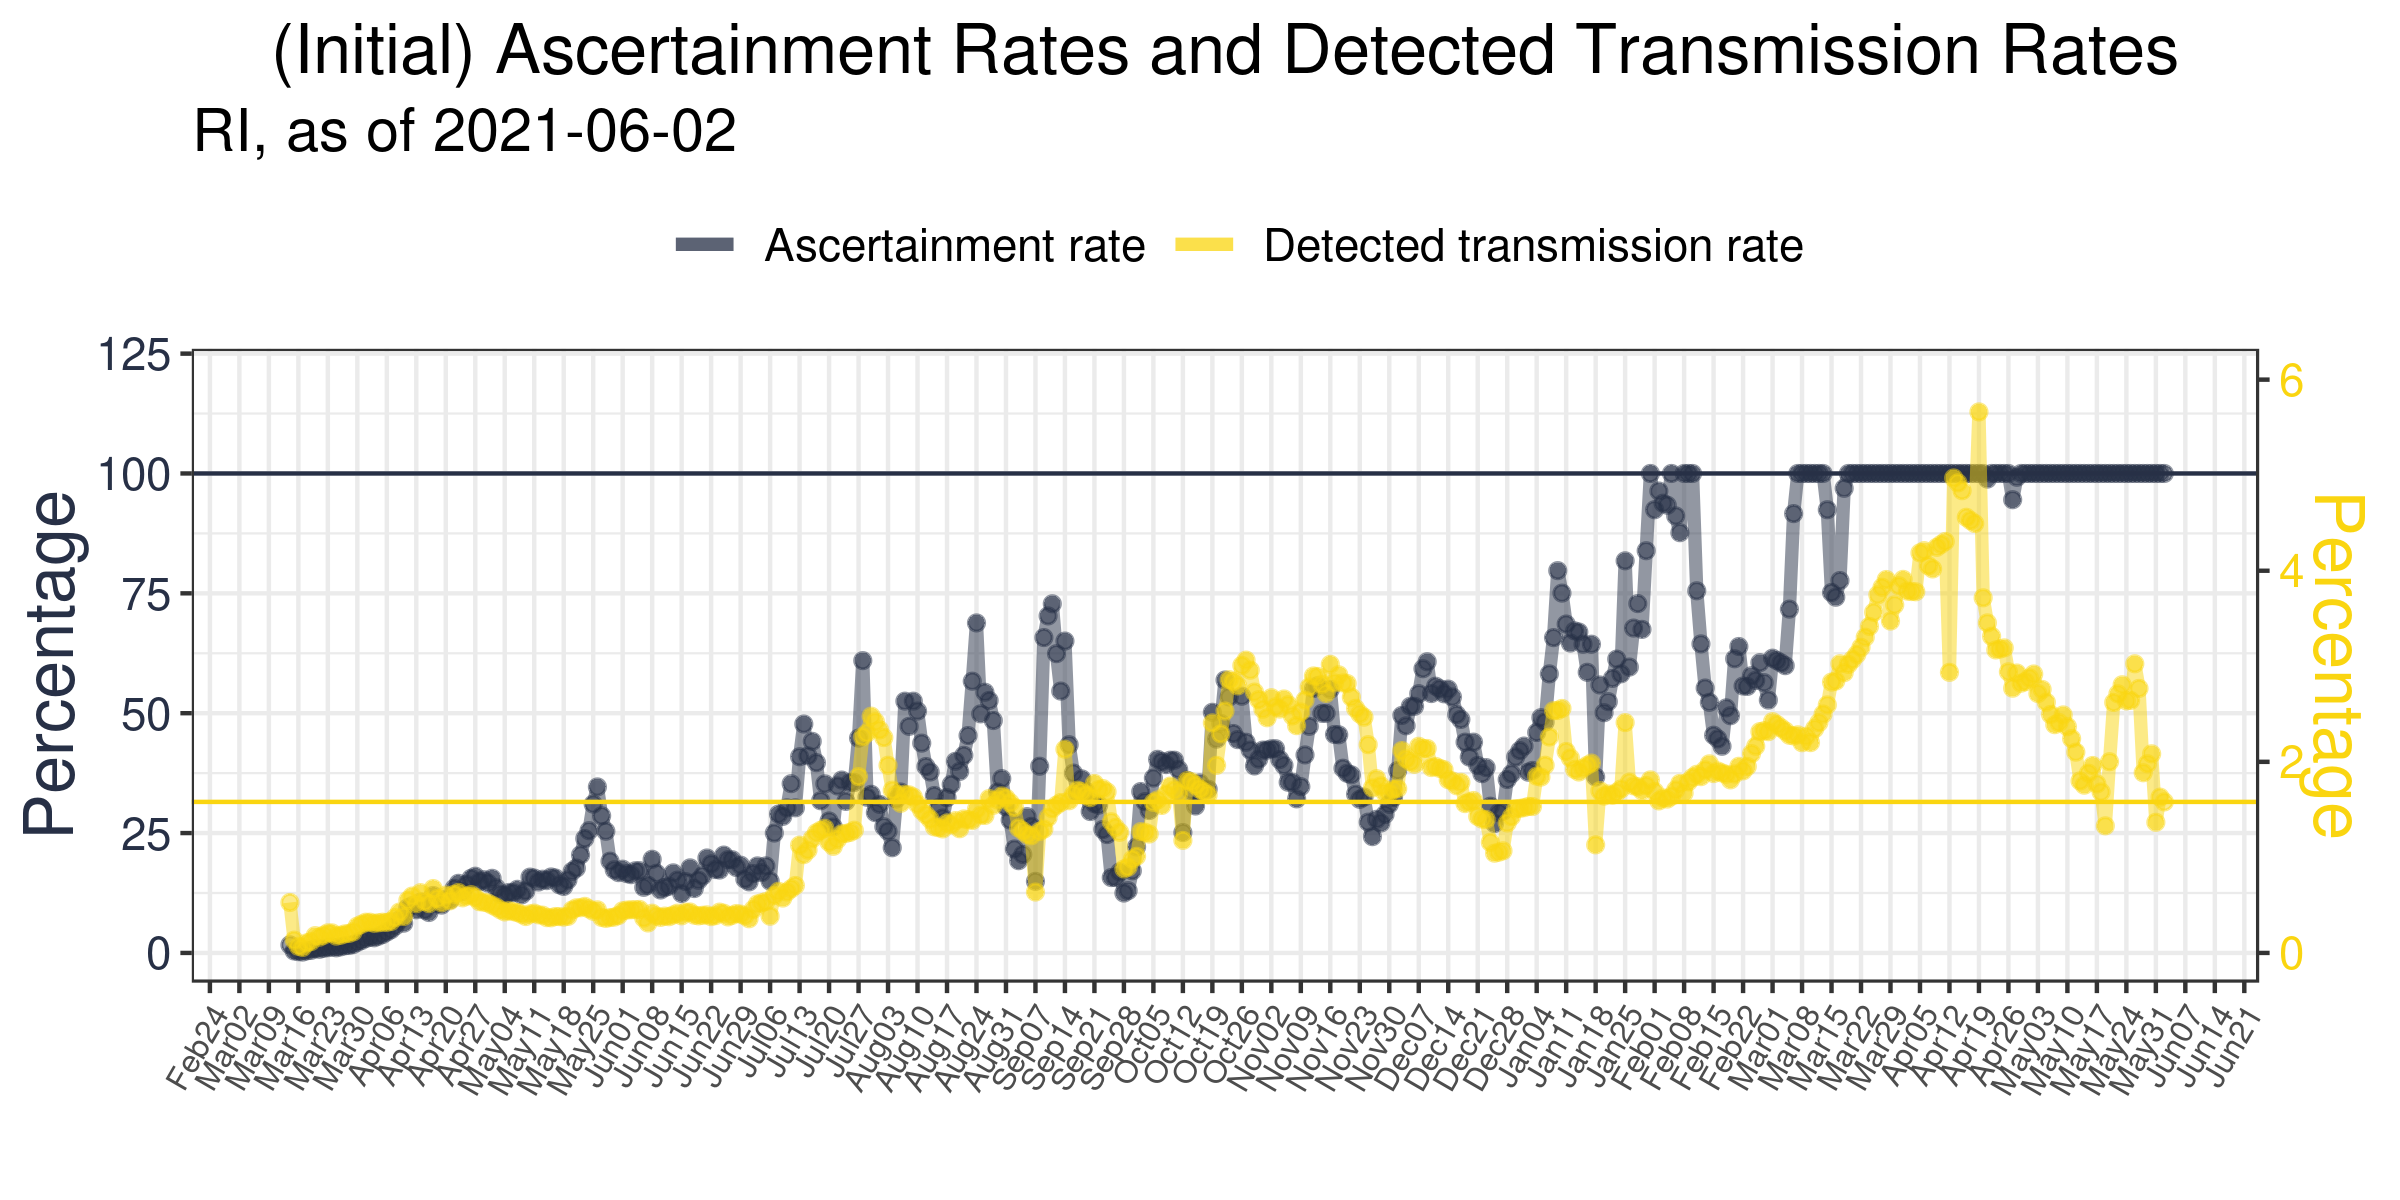 (Initial) Ascertainment Rates and Detected Transmission Rates
RI, as of 2021-06-02
Ascertainment rate
Detected transmission rate
Percentage
125
100
75
50
25
0
6
4
2
0
Percentage
Feb24
Mar02
Mar09
Mar16
Mar23
Mar30
Apr06
Apr13
Apr20
Apr27
May04
May11
May18
May25
Jun01
Jun08
Jun15
Jun22
Jun29
Jul06
Jul13
Jul20
Jul27
Aug03
Aug10
Aug17
Aug24
Aug31
Sep07
Sep14
Sep21
Sep28
Oct05
Oct12
Oct19
Oct26
Nov02
Nov09
Nov16
Nov23
Nov30
Dec07
Dec14
Dec21
Dec28
Jan04
Jan11
Jan18
Jan25
Feb01
Feb08
Feb15
Feb22
Mar01
Mar08
Mar15
Mar22
Mar29
Apr05
Apr12
Apr19
Apr26
May03
May10
May17
May24
May31
Jun07
Jun14
Jun21